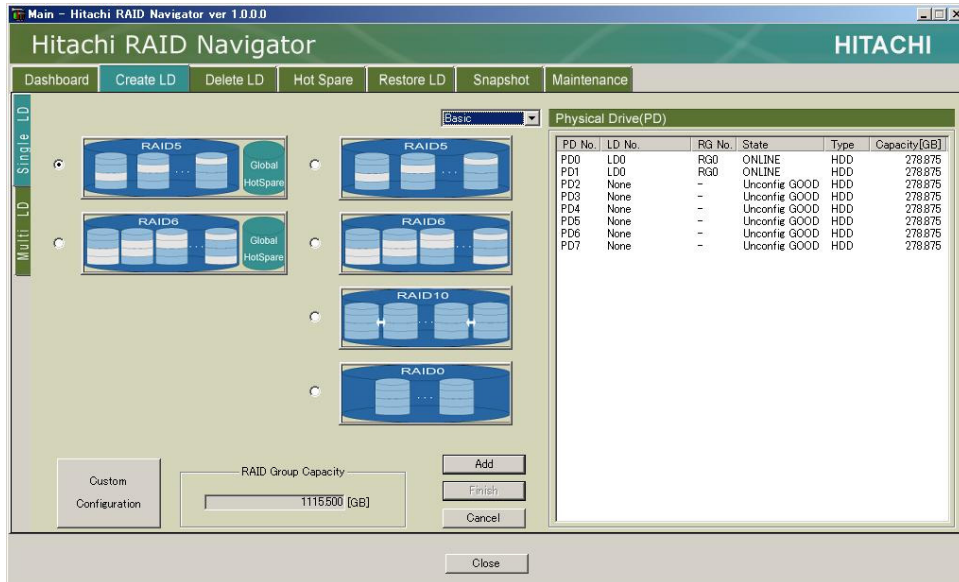 Main - Hitachi RAID Navigator ver 1.0.0.0
Hitachi RAID Navigator
HITACHI
Dashboard Create LD Delete LD Hot Spare Restore LD Snapshot Maintenance
Single LD
Multi LD
Basic
RAID5
Global
HotSpare
RAID5
RAID6
Global
HotSpare
RAID6
RAID10
RAID0
Custom
Configuration
RAID Group Capacity
1115.500 [GB]
Add
Finish
Cancel
Physical Drive(PD)
PD No. LD No. RG No. State Type Capacity[GB]
PD0 LD0 RG0 ONLINE HDD 278.875
PD1 LD0 RG0 ONLINE HDD 278.875
PD2 None - Unconfig GOOD HDD 278.875
PD3 None - Unconfig GOOD HDD 278.875
PD4 None - Unconfig GOOD HDD 278.875
PD5 None - Unconfig GOOD HDD 278.875
PD6 None - Unconfig GOOD HDD 278.875
PD7 None - Unconfig GOOD HDD 278.875
Close